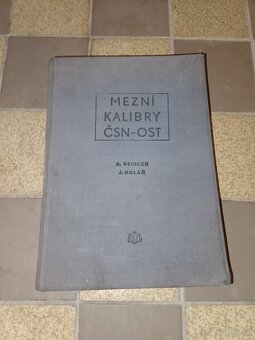 MEZNÍ
KALIBRY
ČSN-OST
A. SEIDLER
J. KOLÁŘ